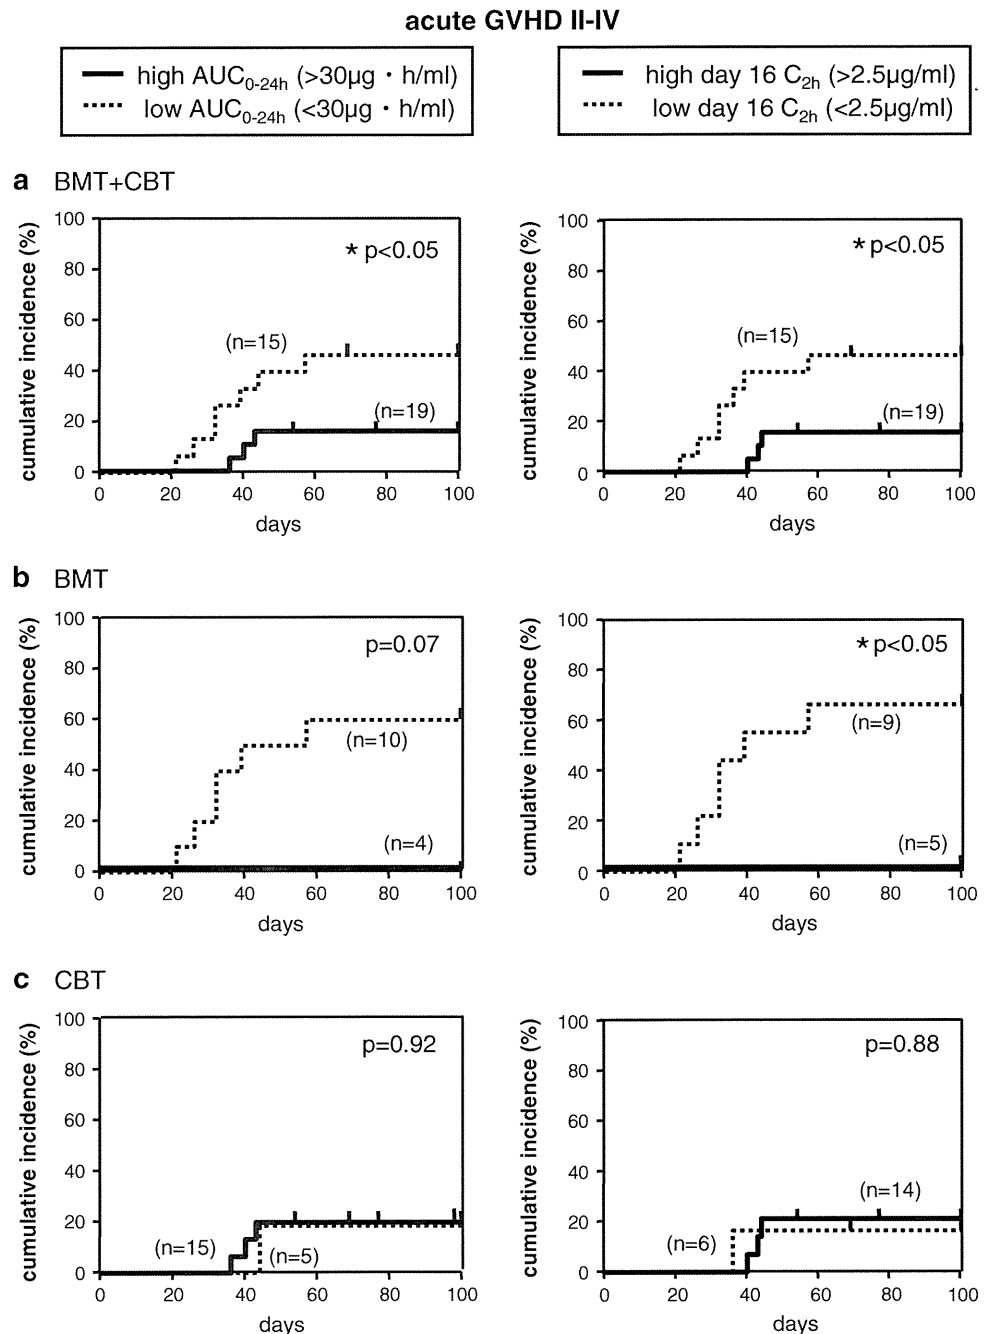 acute GVHD II-IV
high AUC0-24h (>30µg・h/ml)
low AUC0-24h (<30µg・h/ml)
high day 16 C2h (>2.5µg/ml)
low day 16 C2h (<2.5µg/ml)
a BMT+CBT
cumulative incidence (%)
100
80
60
40
20
0
* p<0.05
(n=15)
(n=19)
0 20 40 60 80 100
days
cumulative incidence (%)
100
80
60
40
20
0
* p<0.05
(n=15)
(n=19)
0 20 40 60 80 100
days
b BMT
cumulative incidence (%)
100
80
60
40
20
0
p=0.07
(n=10)
(n=4)
0 20 40 60 80 100
days
cumulative incidence (%)
100
80
60
40
20
0
* p<0.05
(n=9)
(n=5)
0 20 40 60 80 100
days
c CBT
cumulative incidence (%)
100
80
60
40
20
0
p=0.92
(n=15)
(n=5)
0 20 40 60 80 100
days
cumulative incidence (%)
100
80
60
40
20
0
p=0.88
(n=14)
(n=6)
0 20 40 60 80 100
days